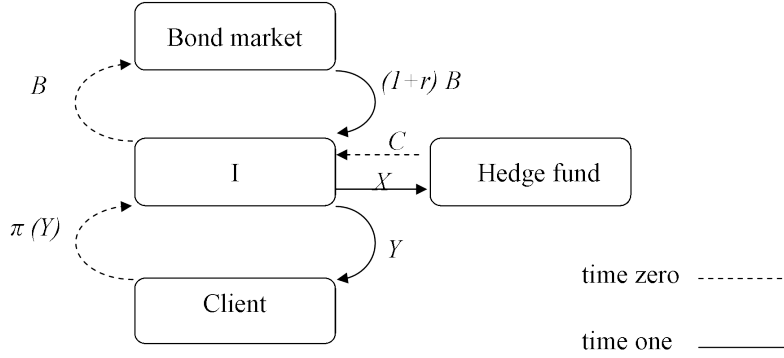 Bond market
B
(1+r) B
C
I
Hedge fund
X
π (Y)
Y
Client
time zero
time one